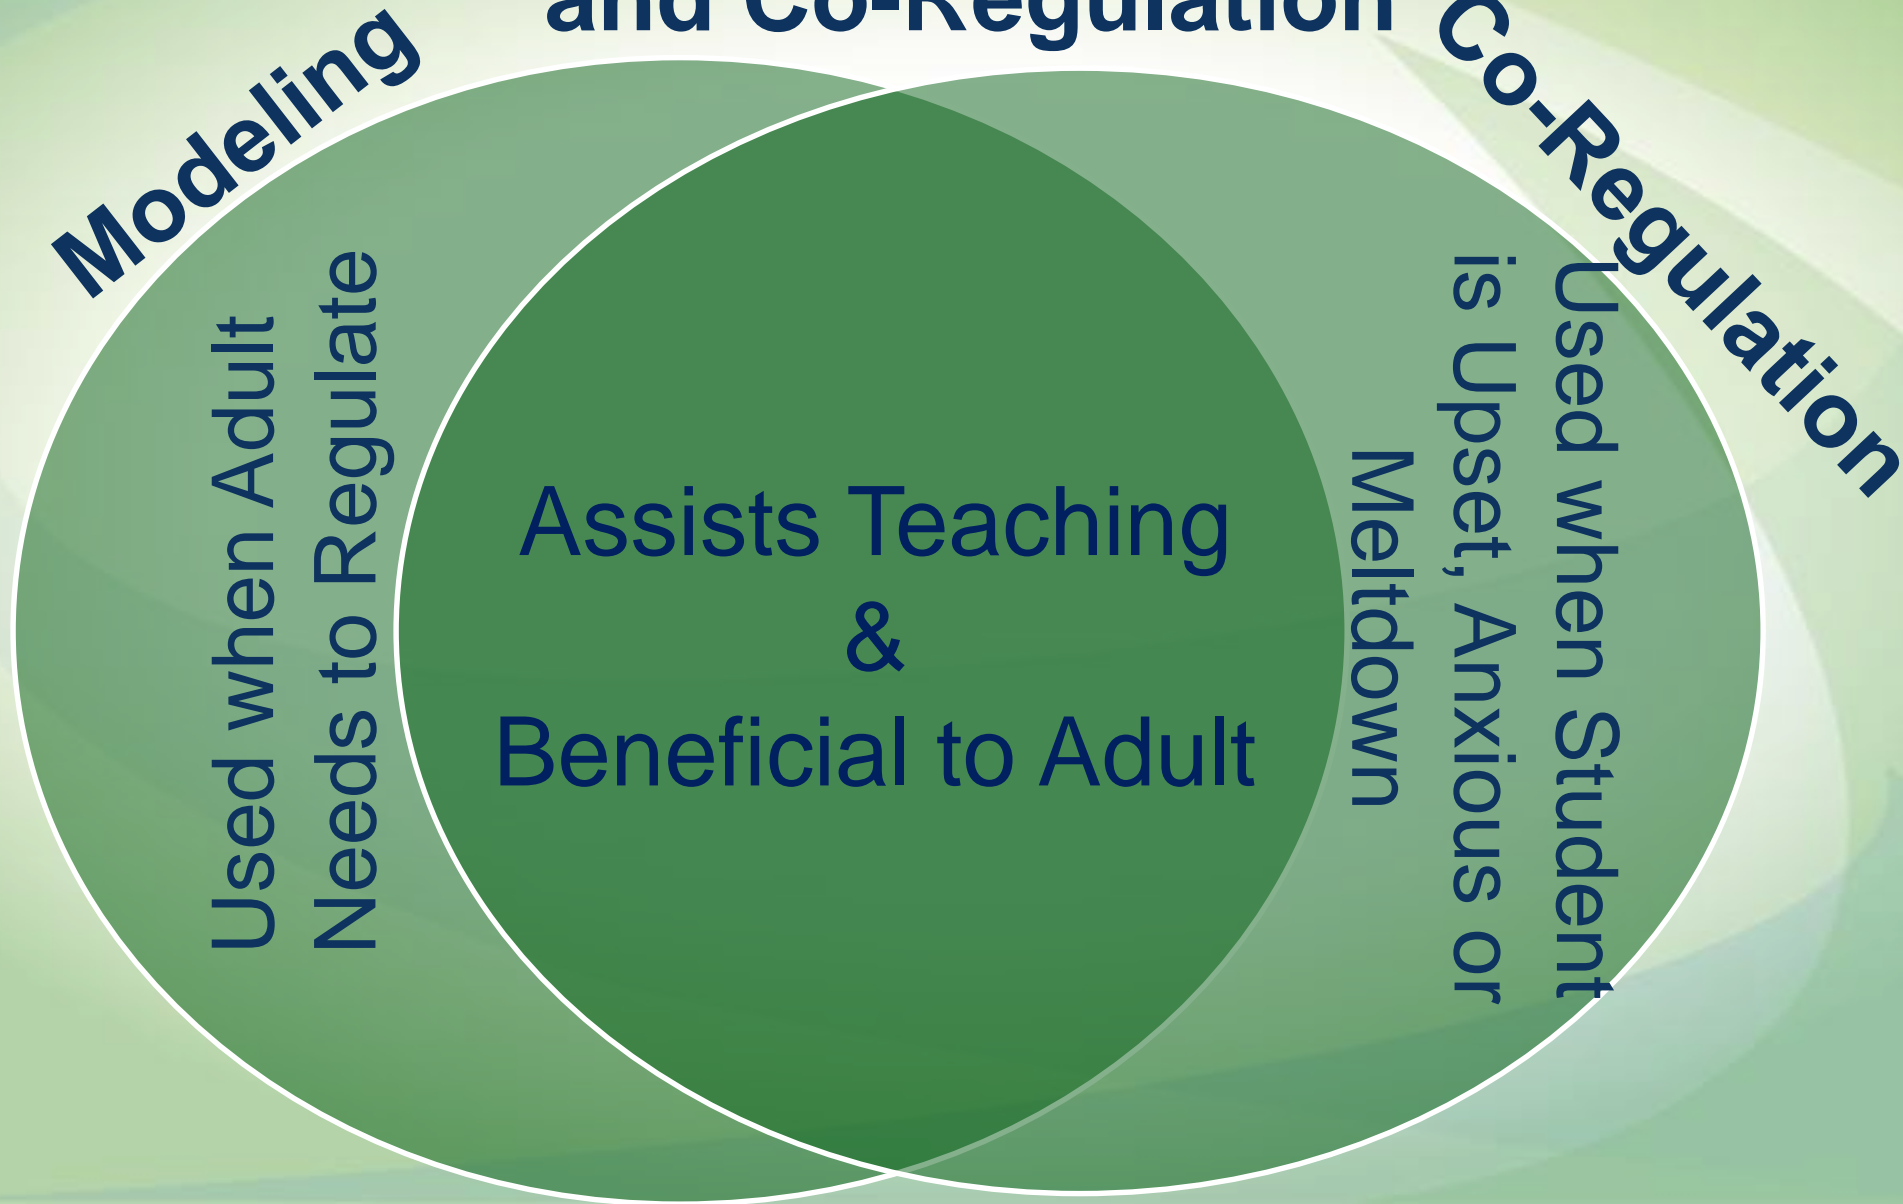 and Co-Regulation
Modeling
Co-Regulation
Used when Adult
Needs to Regulate
Assists Teaching
&
Beneficial to Adult
Used when Student
is Upset, Anxious or
Meltdown